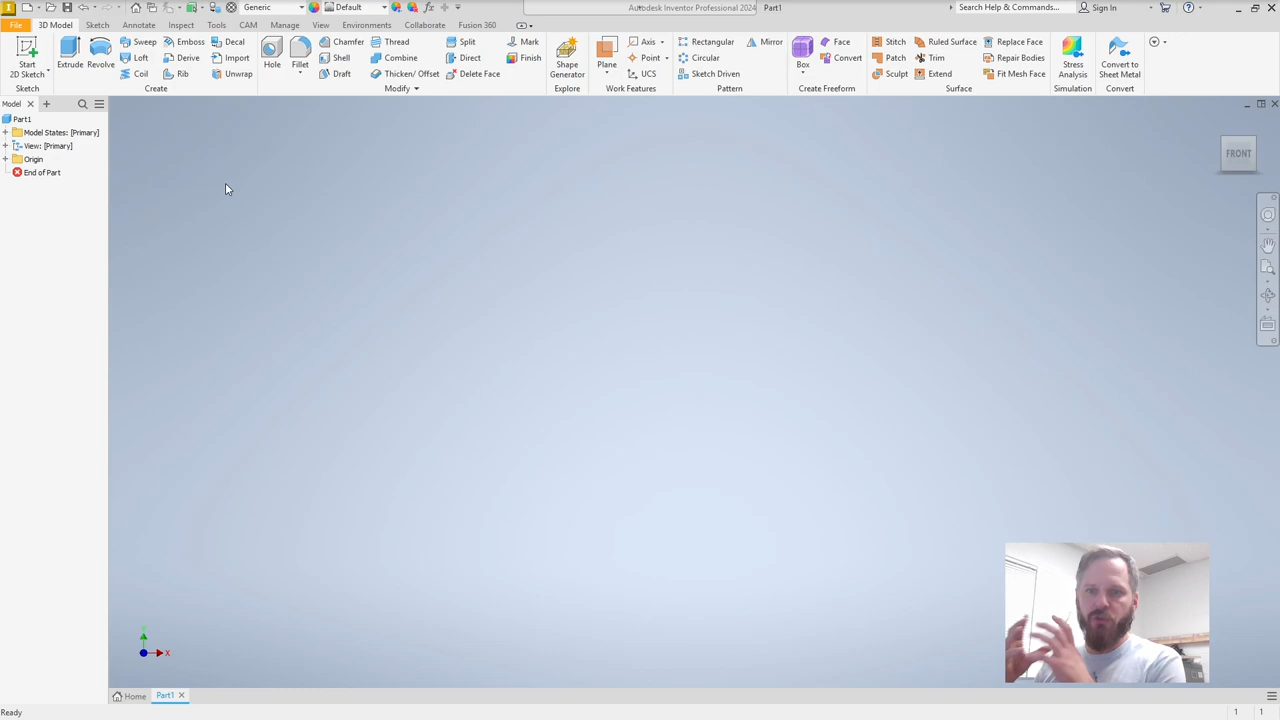 Generic
Default
Autodesk Inventor Professional 2024
Part1
Search Help & Commands...
Sign In
File
3D Model
Sketch
Annotate
Inspect
Tools
CAM
Manage
View
Environments
Collaborate
Fusion 360
Start
2D Sketch
Sketch
Extrude
Revolve
Sweep
Loft
Coil
Emboss
Derive
Rib
Decal
Import
Unwrap
Create
Hole
Fillet
Chamfer
Shell
Draft
Thread
Combine
Thicken/ Offset
Split
Direct
Delete Face
Mark
Finish
Modify
Shape
Generator
Explore
Plane
Axis
Point
UCS
Work Features
Rectangular
Circular
Sketch Driven
Mirror
Pattern
Box
Face
Convert
Create Freeform
Stitch
Patch
Sculpt
Ruled Surface
Trim
Extend
Replace Face
Repair Bodies
Fit Mesh Face
Surface
Stress
Analysis
Simulation
Convert to
Sheet Metal
Convert
Model
Part1
Model States: [Primary]
View: [Primary]
Origin
End of Part
FRONT
X
Home
Part1
Ready
1
1